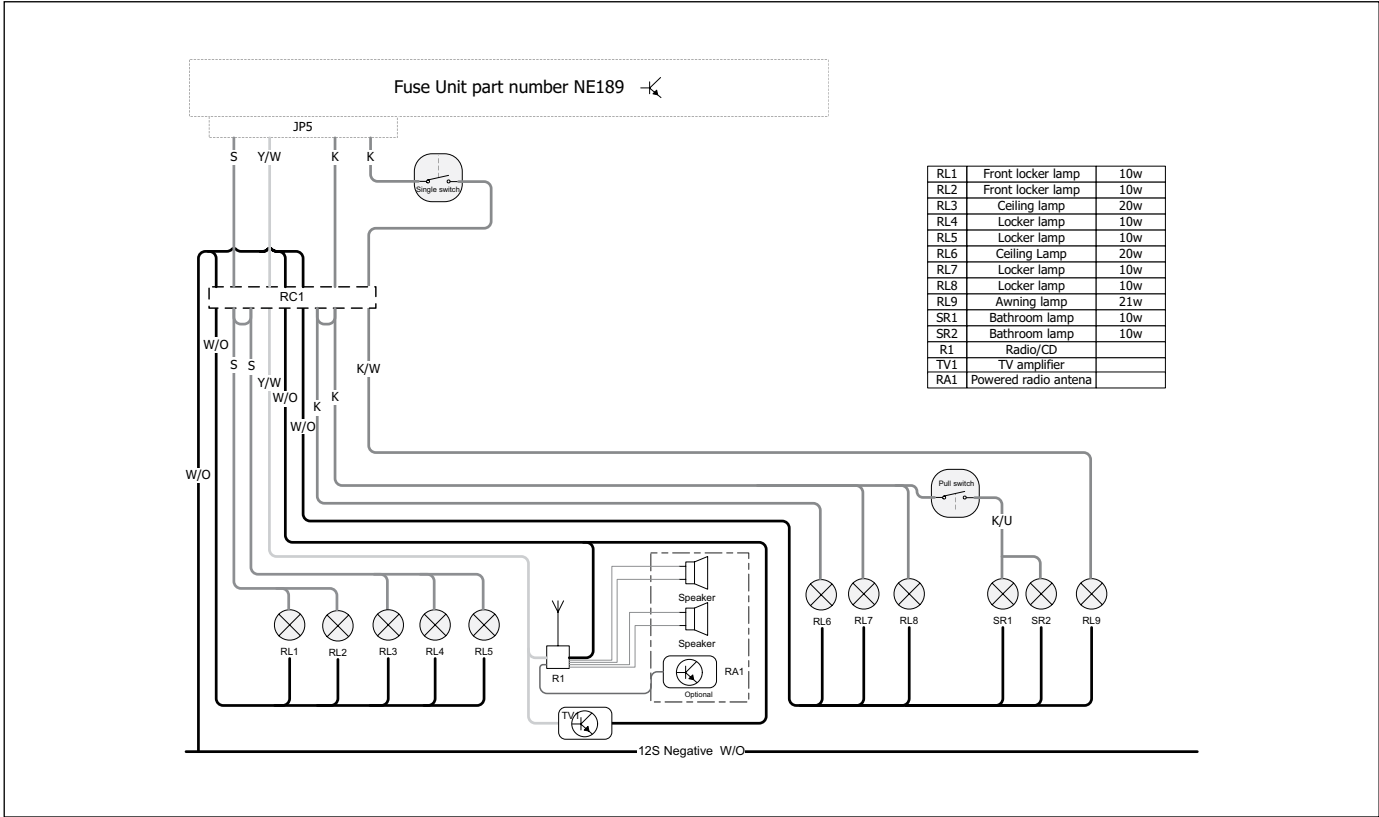 Fuse Unit part number NE189
JP5
S Y/W K K
Single switch
RL1 Front locker lamp 10w
RL2 Front locker lamp 10w
RL3 Ceiling lamp 20w
RL4 Locker lamp 10w
RL5 Locker lamp 10w
RL6 Ceiling Lamp 20w
RL7 Locker lamp 10w
RL8 Locker lamp 10w
RL9 Awning lamp 21w
SR1 Bathroom lamp 10w
SR2 Bathroom lamp 10w
R1 Radio/CD
TV1 TV amplifier
RA1 Powered radio antena
RC1
W/O
S S
K/W
Y/W
W/O
K
K
W/O
W/O
Pull switch
K/U
Speaker
Speaker
RL1 RL2 RL3 RL4 RL5
RL6 RL7 RL8 SR1 SR2 RL9
R1
RA1
Optional
TV1
12S Negative W/O